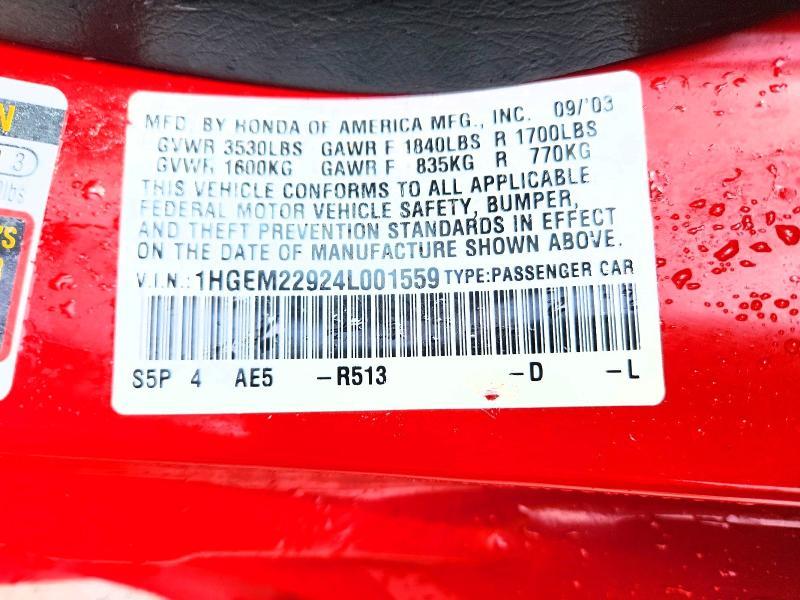 MFD. BY HONDA OF AMERICA MFG., INC. 09/'03
GVWR 3530LBS GAWR F 1840LBS R 1700LBS
GVWR 1600KG GAWR F 835KG R 770KG
THIS VEHICLE CONFORMS TO ALL APPLICABLE
FEDERAL MOTOR VEHICLE SAFETY, BUMPER,
AND THEFT PREVENTION STANDARDS IN EFFECT
ON THE DATE OF MANUFACTURE SHOWN ABOVE.
V.I.N.: 1HGEM22924L001559 TYPE:PASSENGER CAR
S5P 4 AE5 -R513 -D -L
N
3
lbs
'S